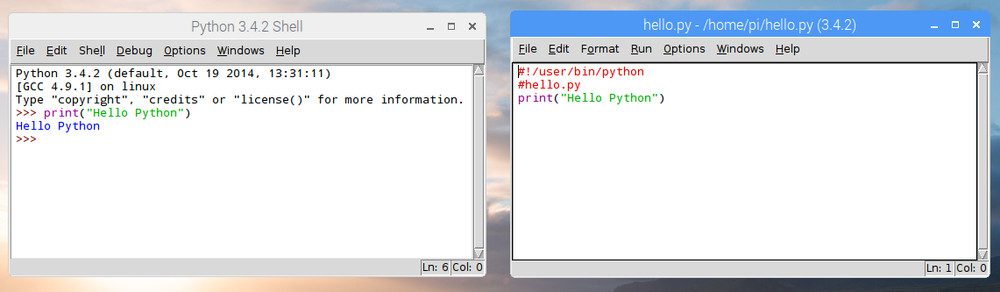 Python 3.4.2 Shell
File Edit Shell Debug Options Windows Help
Python 3.4.2 (default, Oct 19 2014, 13:31:11)
[GCC 4.9.1] on linux
Type "copyright", "credits" or "license()" for more information.
>>> print("Hello Python")
Hello Python
>>>
Ln: 6 Col: 0
hello.py - /home/pi/hello.py (3.4.2)
File Edit Format Run Options Windows Help
#!/user/bin/python
#hello.py
print("Hello Python")
Ln: 1 Col: 0